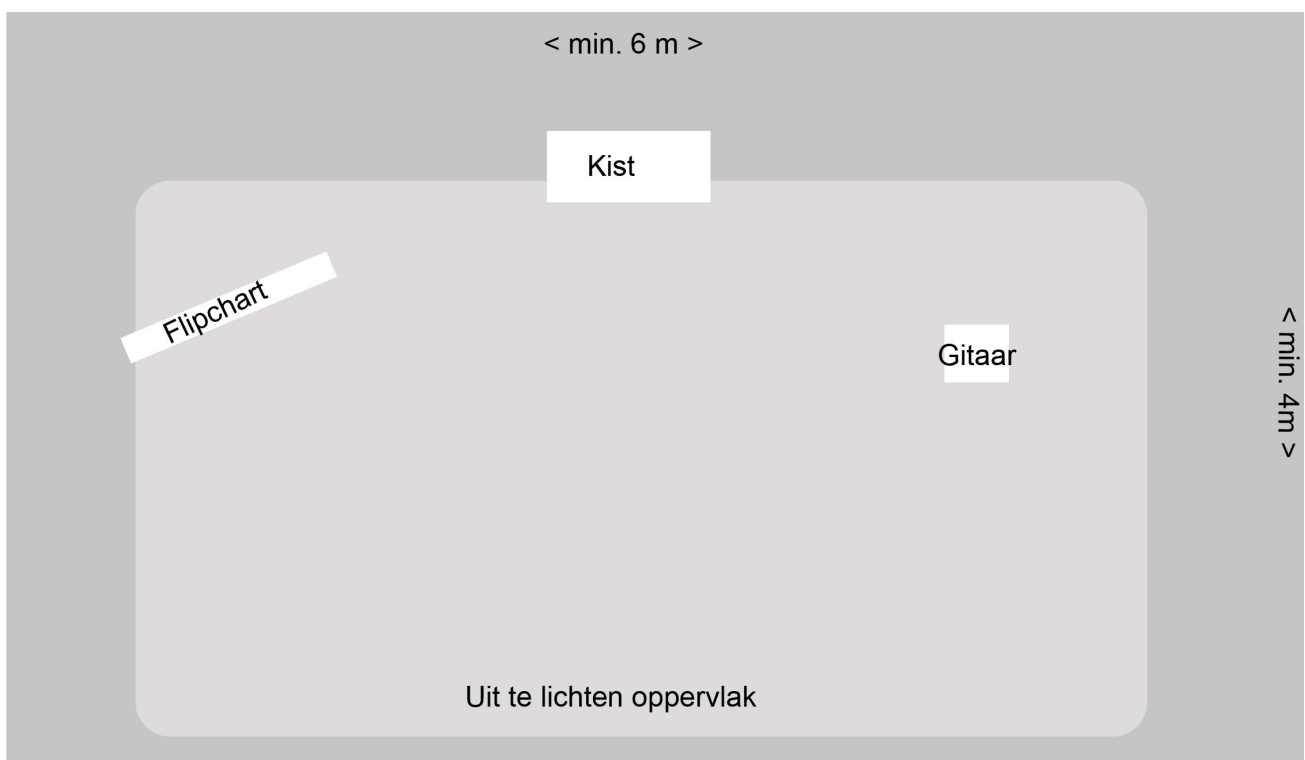 < min. 6 m >
Kist
Flipchart
Gitaar
< min. 4m >
Uit te lichten oppervlak